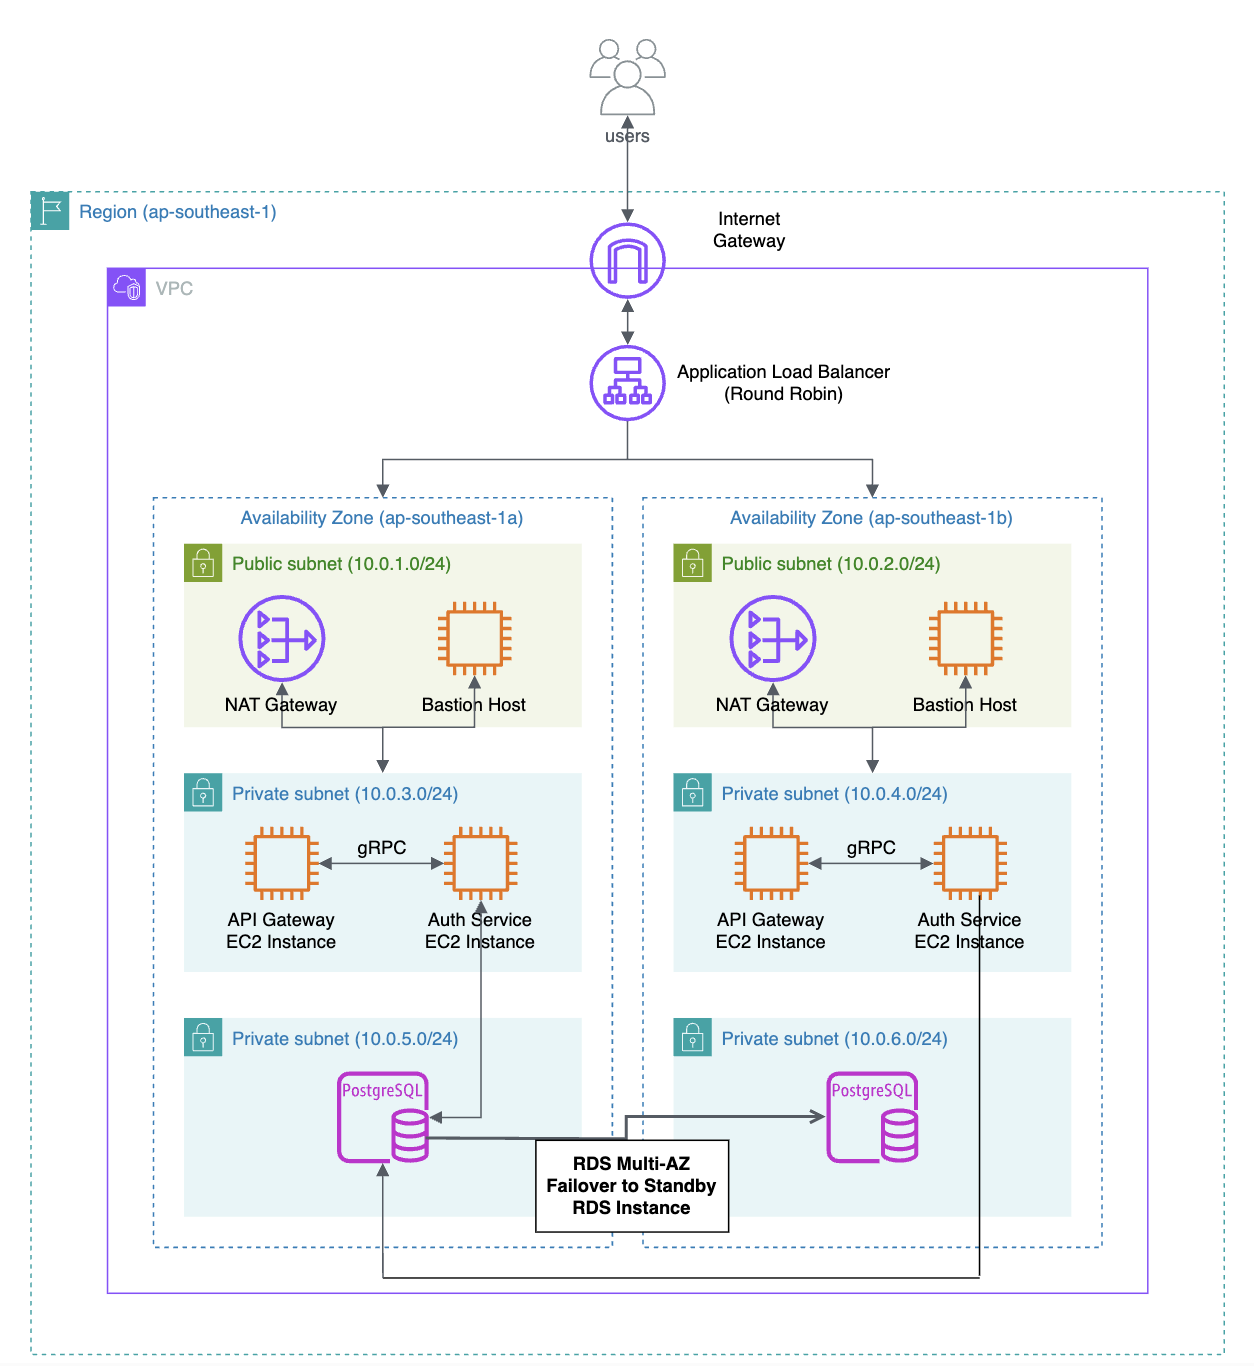 users
Region (ap-southeast-1)
Internet
Gateway
VPC
Application Load Balancer
(Round Robin)
Availability Zone (ap-southeast-1a)
Availability Zone (ap-southeast-1b)
Public subnet (10.0.1.0/24)
Public subnet (10.0.2.0/24)
NAT Gateway
Bastion Host
NAT Gateway
Bastion Host
Private subnet (10.0.3.0/24)
Private subnet (10.0.4.0/24)
gRPC
gRPC
API Gateway
EC2 Instance
Auth Service
EC2 Instance
API Gateway
EC2 Instance
Auth Service
EC2 Instance
Private subnet (10.0.5.0/24)
Private subnet (10.0.6.0/24)
PostgreSQL
PostgreSQL
RDS Multi-AZ
Failover to Standby
RDS Instance